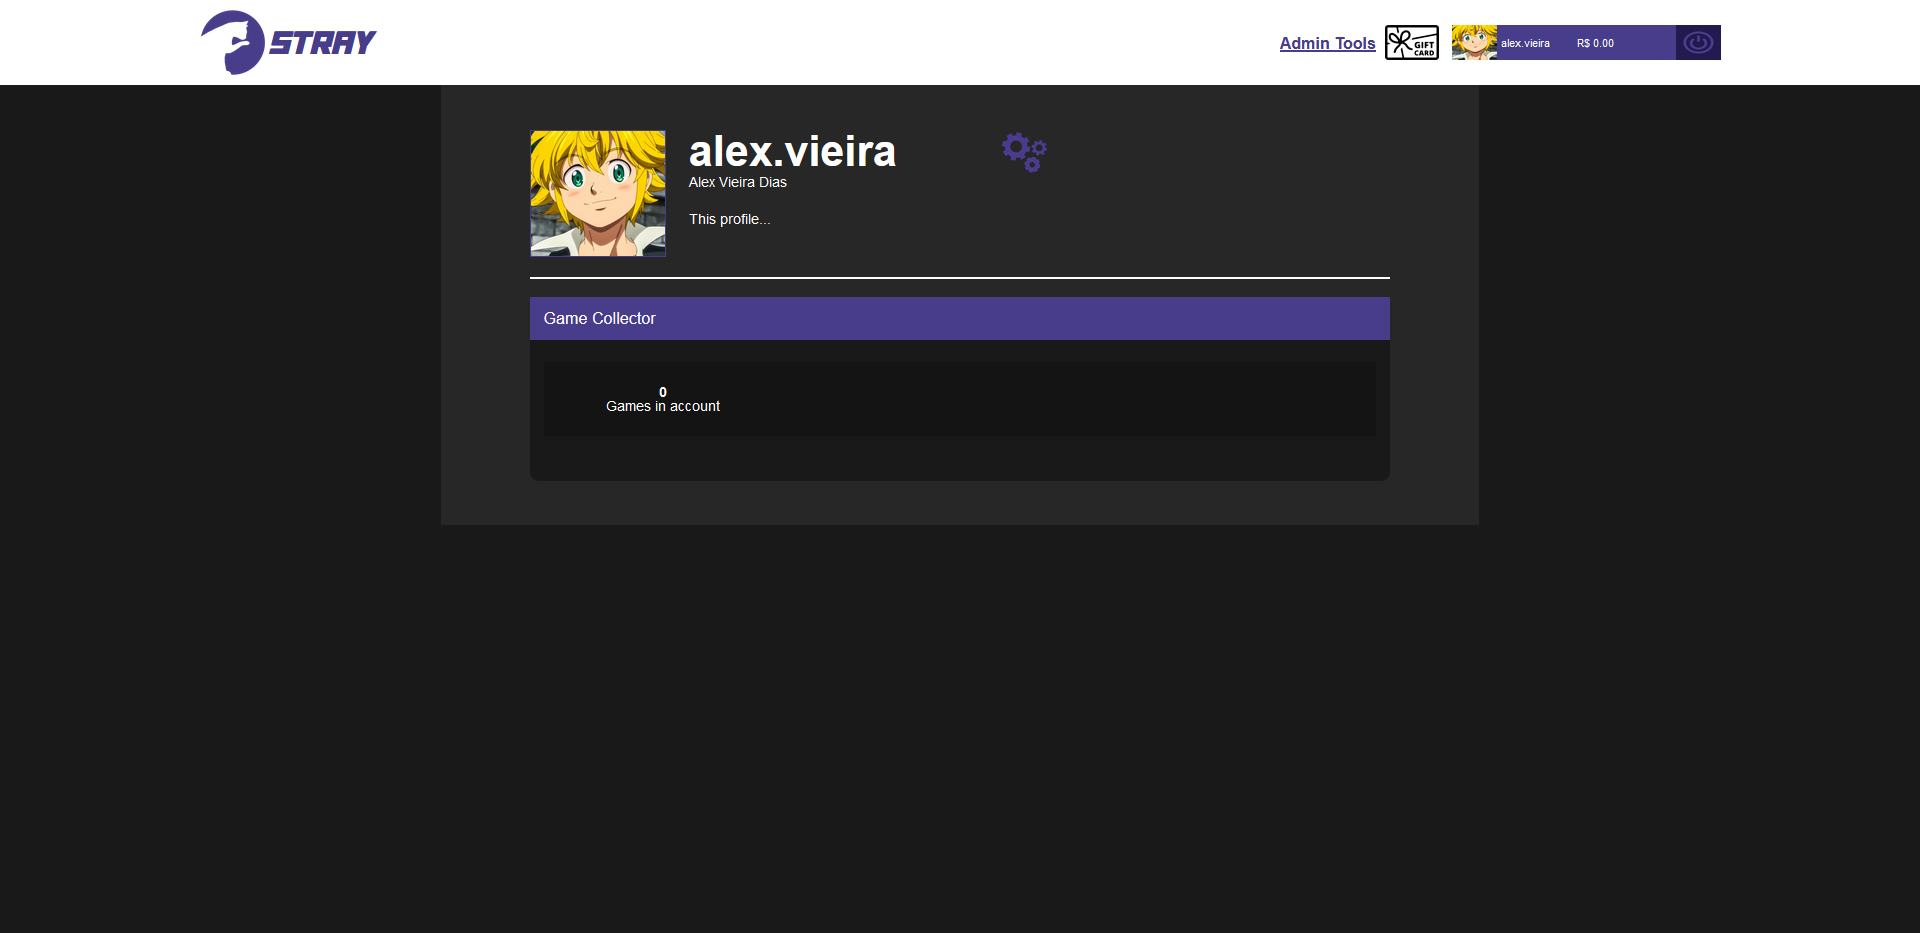 STRAY
Admin Tools
GIFT
CARD
alex.vieira R$ 0.00
alex.vieira
Alex Vieira Dias
This profile...
Game Collector
0
Games in account